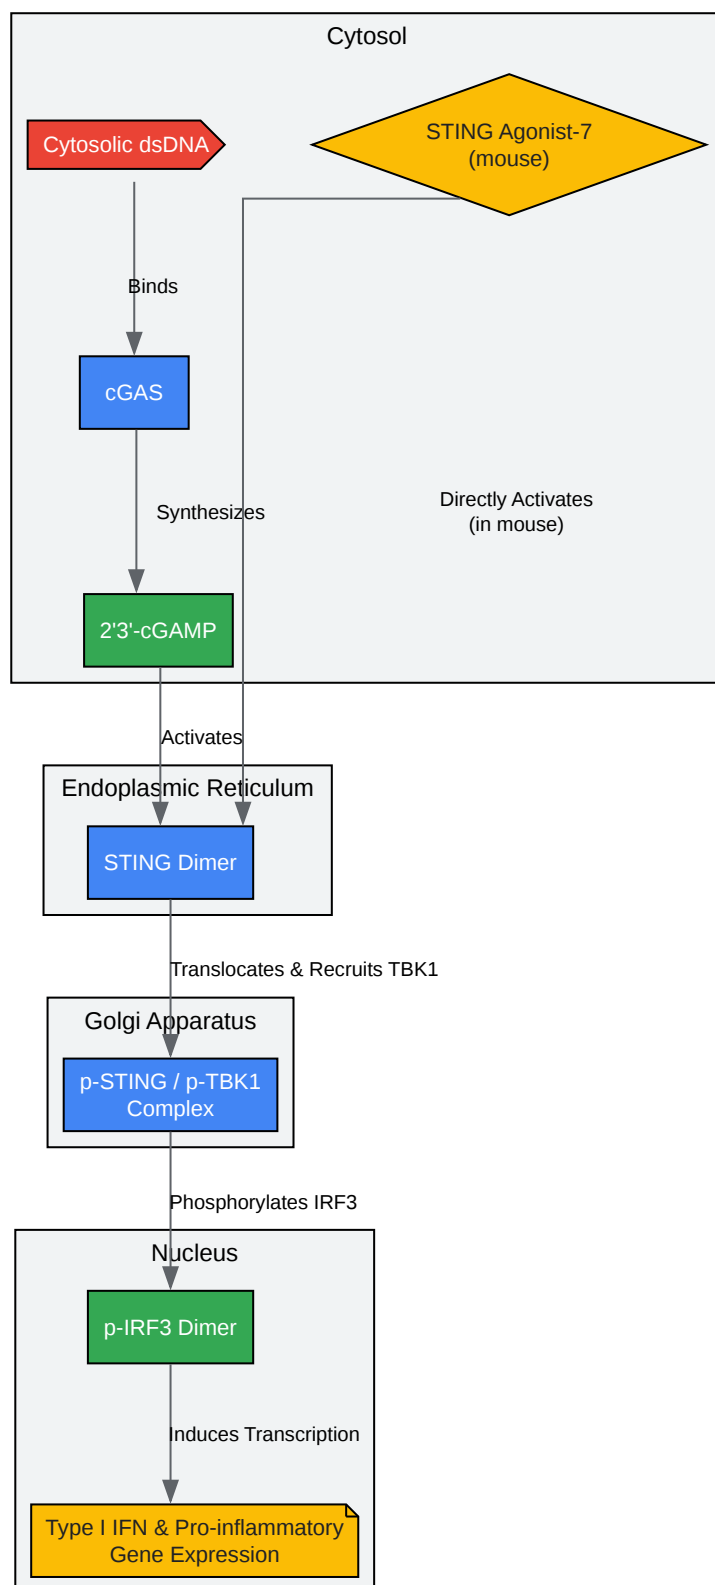 Cytosol
Cytosolic dsDNA
STING Agonist-7
(mouse)
Binds
cGAS
Synthesizes
Directly Activates
(in mouse)
2'3'-cGAMP
Activates
Endoplasmic Reticulum
STING Dimer
Translocates & Recruits TBK1
Golgi Apparatus
p-STING / p-TBK1
Complex
Phosphorylates IRF3
Nucleus
p-IRF3 Dimer
Induces Transcription
Type I IFN & Pro-inflammatory
Gene Expression